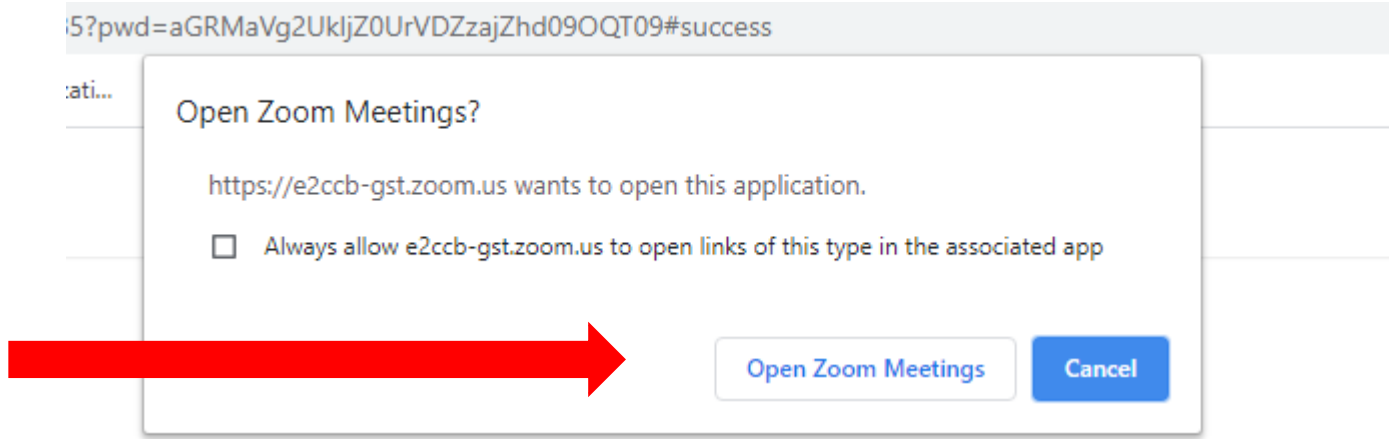 35?pwd=aGRMaVg2UkljZ0UrVDZzajZhd09OQT09#success
Open Zoom Meetings?
https://e2ccb-gst.zoom.us wants to open this application.
Always allow e2ccb-gst.zoom.us to open links of this type in the associated app
Open Zoom Meetings
Cancel